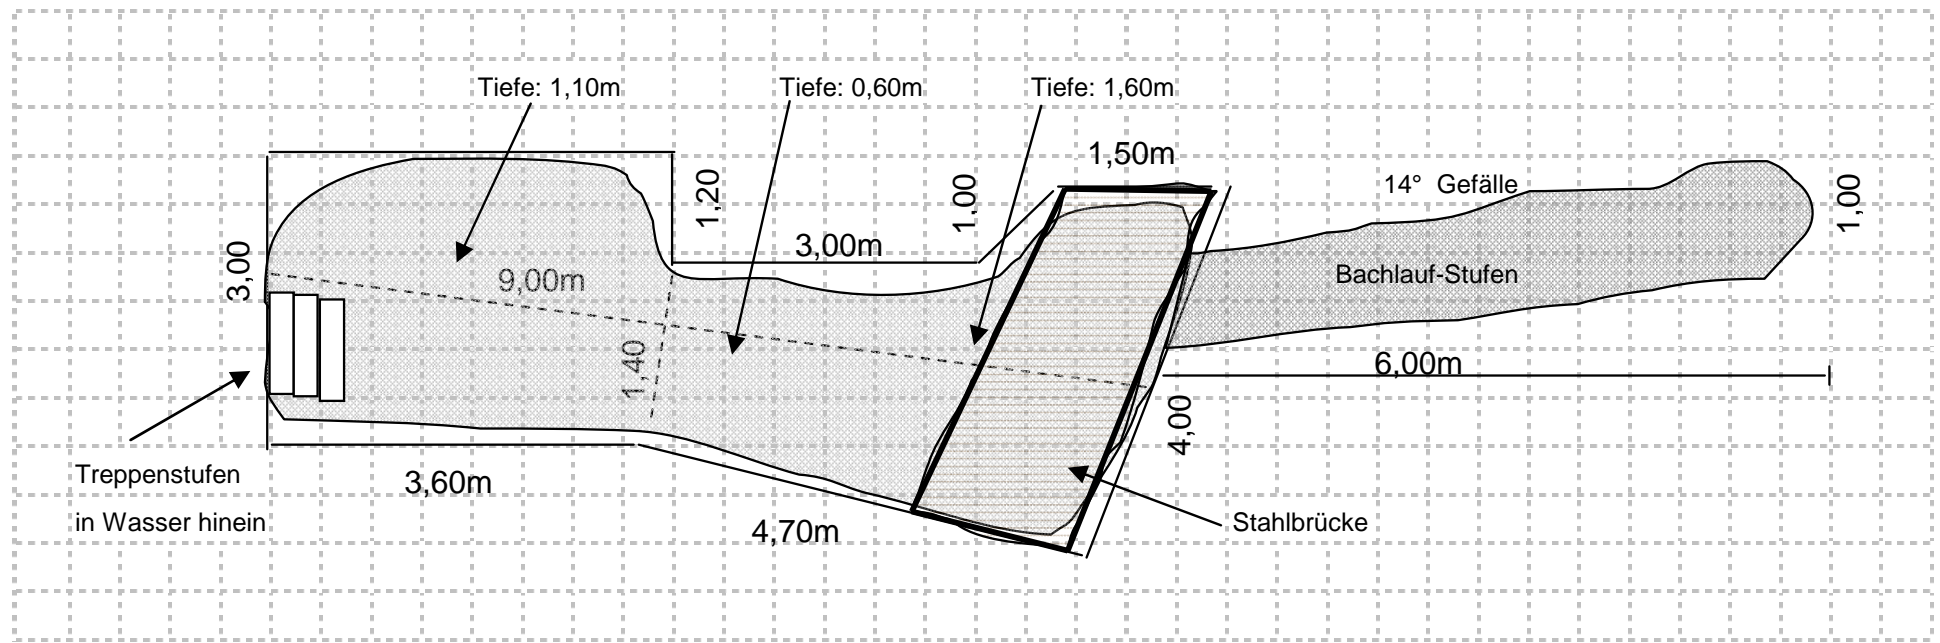 Tiefe: 1,10m
Tiefe: 0,60m
Tiefe: 1,60m
1,50m
14° Gefälle
1,20
1,00
1,00
3,00m
3,00
9,00m
Bachlauf-Stufen
1,40
6,00m
4,00
Treppenstufen
in Wasser hinein
3,60m
4,70m
Stahlbrücke